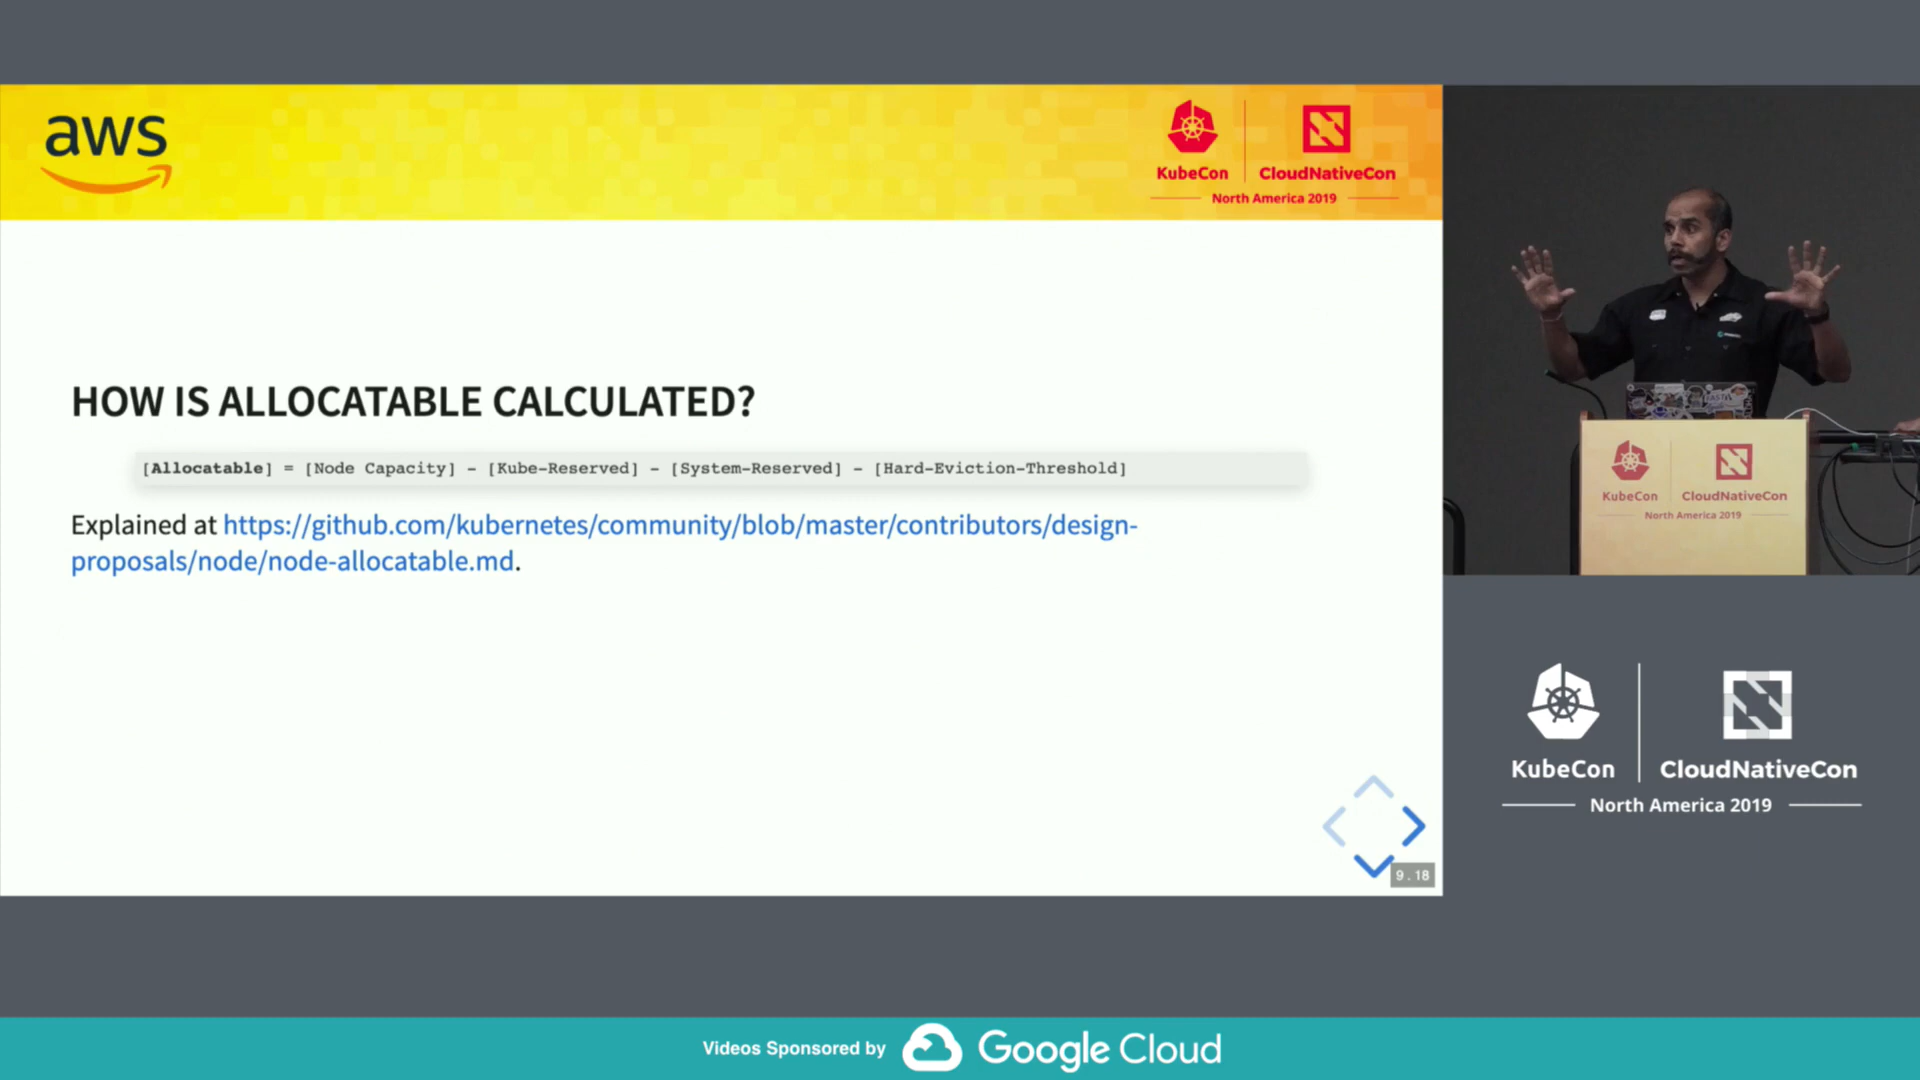 aws
KubeCon
CloudNativeCon
North America 2019
HOW IS ALLOCATABLE CALCULATED?
[Allocatable] = [Node Capacity] - [Kube-Reserved] - [System-Reserved] - [Hard-Eviction-Threshold]
Explained at https://github.com/kubernetes/community/blob/master/contributors/design-
proposals/node/node-allocatable.md.
9.18
KubeCon
CloudNativeCon
North America 2019
KubeCon
CloudNativeCon
North America 2019
Videos Sponsored by Google Cloud